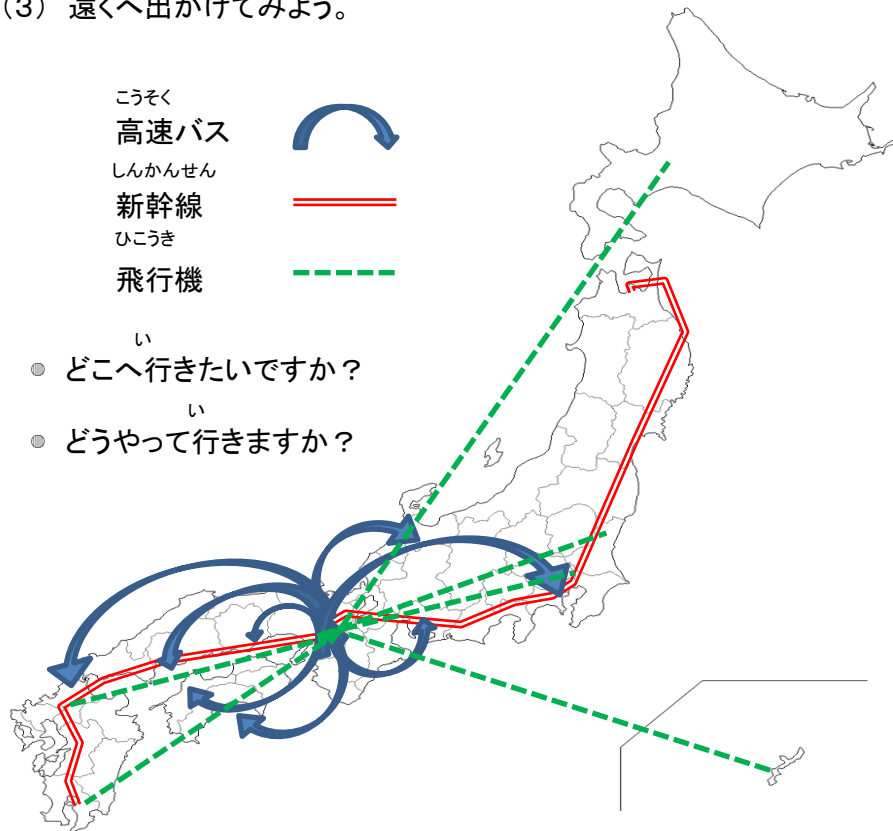 （3） 遠くへ出かけてみよう。
こうそく
高速バス
しんかんせん
新幹線
ひこうき
飛行機
い
どこへ行きたいですか？
い
どうやって行きますか？